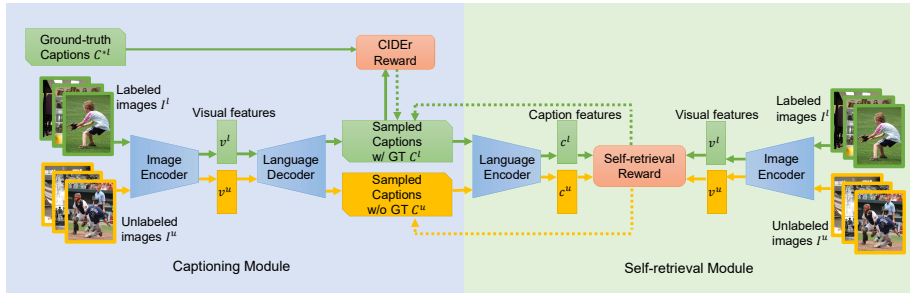 Ground-truth
Captions C*l
CIDEr
Reward
Labeled
images I^l
Visual features
v^l
Image
Encoder
v^u
Language
Decoder
Sampled
Captions
w/ GT C^l
Sampled
Captions
w/o GT C^u
Unlabeled
images I^u
Captioning Module
Language
Encoder
Caption features
c^l
c^u
Self-retrieval
Reward
Visual features
v^l
v^u
Image
Encoder
Labeled
images I^l
Unlabeled
images I^u
Self-retrieval Module